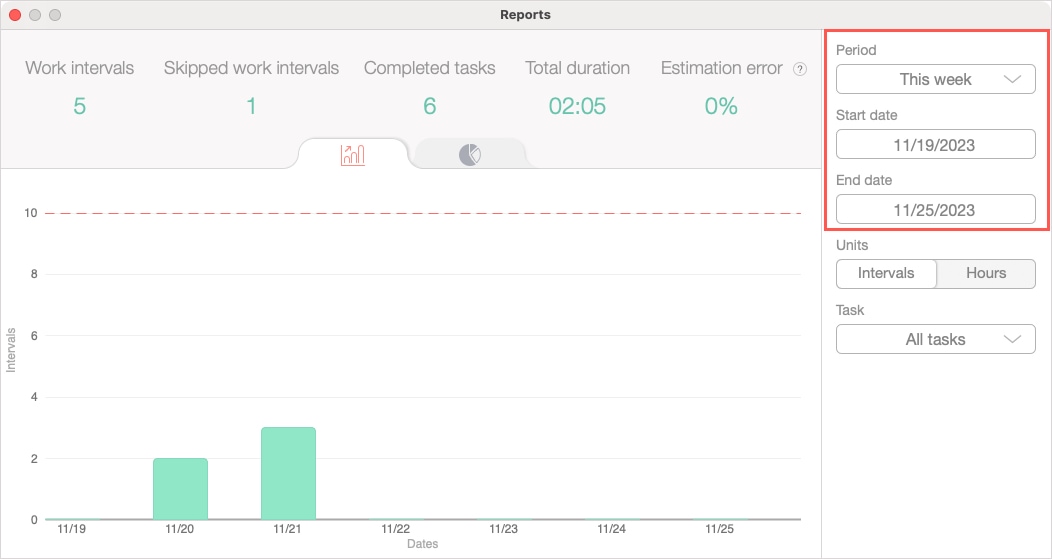 Reports
Work intervals Skipped work intervals Completed tasks Total duration Estimation error ?
5 1 6 02:05 0%
Period
This week
Start date
11/19/2023
End date
11/25/2023
Units
Intervals Hours
Task
All tasks
Intervals
10
8
6
4
2
0
11/19 11/20 11/21 11/22 11/23 11/24 11/25
Dates